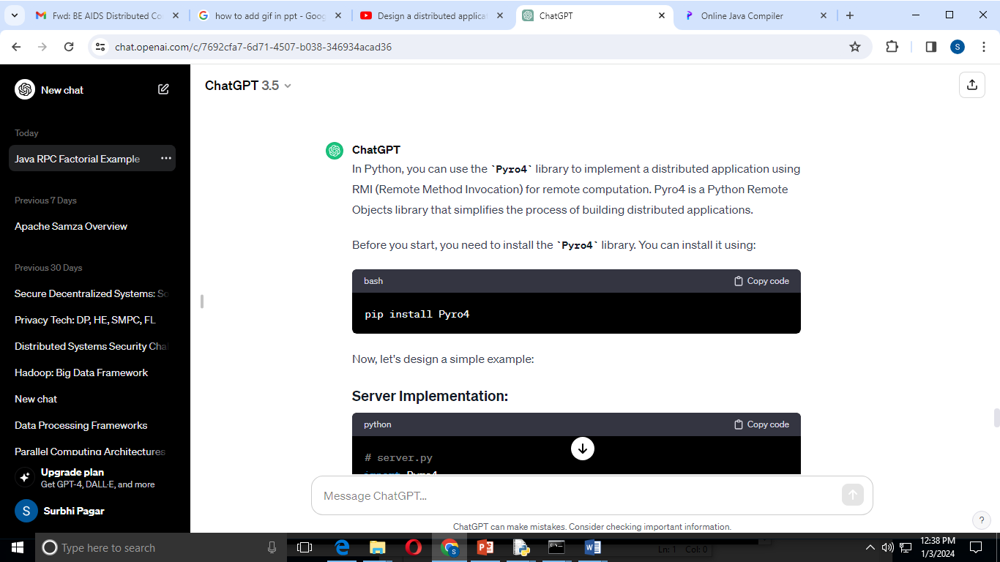 Fwd: BE AIDS Distributed Co
how to add gif in ppt - Goog
Design a distributed applica
ChatGPT
Online Java Compiler
chat.openai.com/c/7692cfa7-6d71-4507-b038-346934acad36
S
New chat
Today
Java RPC Factorial Example
Previous 7 Days
Apache Samza Overview
Previous 30 Days
Secure Decentralized Systems: So
Privacy Tech: DP, HE, SMPC, FL
Distributed Systems Security Cha
Hadoop: Big Data Framework
New chat
Data Processing Frameworks
Parallel Computing Architectures
Upgrade plan
Get GPT-4, DALL·E, and more
S
Surbhi Pagar
ChatGPT 3.5
ChatGPT
In Python, you can use the `Pyro4` library to implement a distributed application using
RMI (Remote Method Invocation) for remote computation. Pyro4 is a Python Remote
Objects library that simplifies the process of building distributed applications.
Before you start, you need to install the `Pyro4` library. You can install it using:
bash
Copy code
pip install Pyro4
Now, let's design a simple example:
Server Implementation:
python
Copy code
# server.py
import Pyro4
Message ChatGPT...
ChatGPT can make mistakes. Consider checking important information.
?
Type here to search
Ln: 1 Col: 0
12:38 PM
1/3/2024